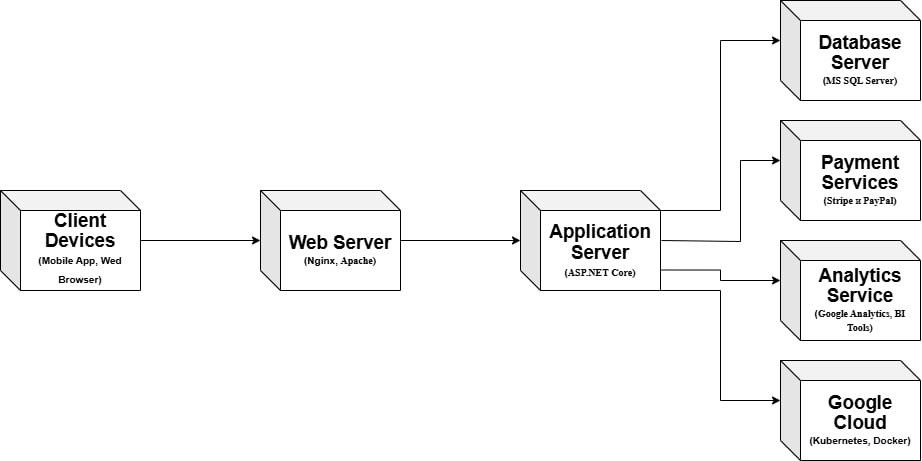 Client
Devices
(Mobile App, Wed
Browser)
Web Server
(Nginx, Apache)
Application
Server
(ASP.NET Core)
Database
Server
(MS SQL Server)
Payment
Services
(Stripe и PayPal)
Analytics
Service
(Google Analytics, BI
Tools)
Google
Cloud
(Kubernetes, Docker)